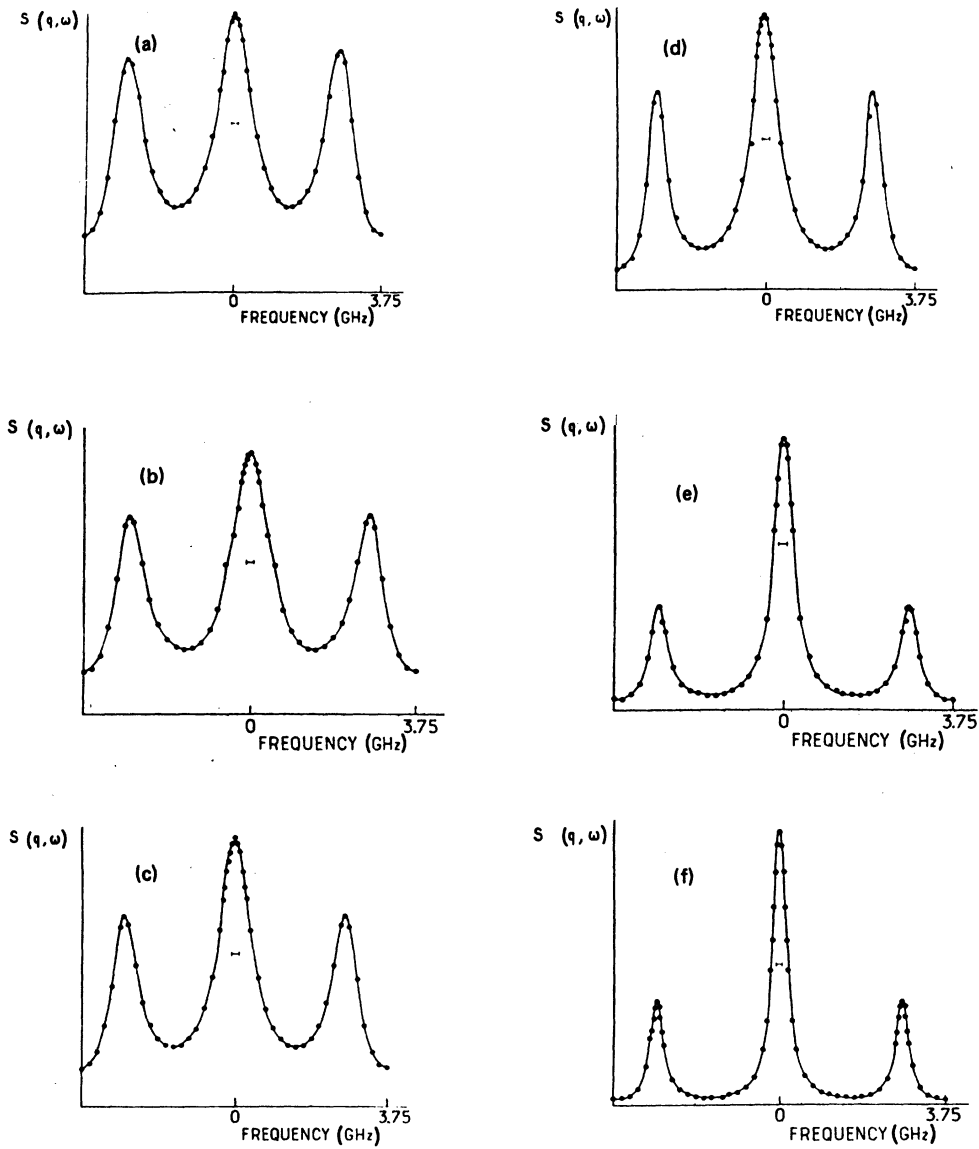 S (q,ω)
(a)
0
3.75
FREQUENCY (GHz)
S (q,ω)
(d)
0
3.75
FREQUENCY (GHz)
S (q,ω)
(b)
0
3.75
FREQUENCY (GHz)
S (q,ω)
(e)
0
3.75
FREQUENCY (GHz)
S (q,ω)
(c)
0
3.75
FREQUENCY (GHz)
S (q,ω)
(f)
0
3.75
FREQUENCY (GHz)